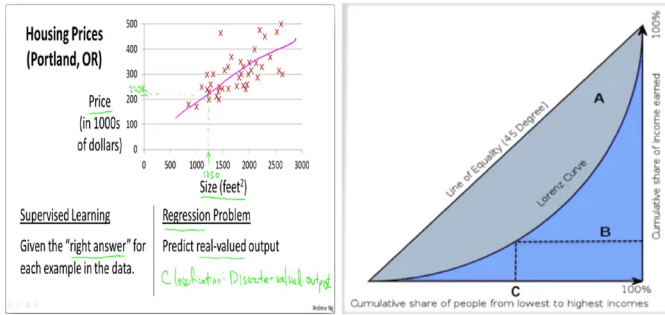 Housing Prices
(Portland, OR)
Price
(in 1000s
of dollars)
500
400
300
200
100
0
0 500 1000 1500 2000 2500 3000
1250
Size (feet²)
Supervised Learning
Given the “right answer” for
each example in the data.
Regression Problem
Predict real-valued output
Classification: Discrete-valued output
Andrew Ng
100%
A
Line of Equality (45 Degree)
Lorenz Curve
B
Cumulative share of income earned
C
100%
Cumulative share of people from lowest to highest incomes